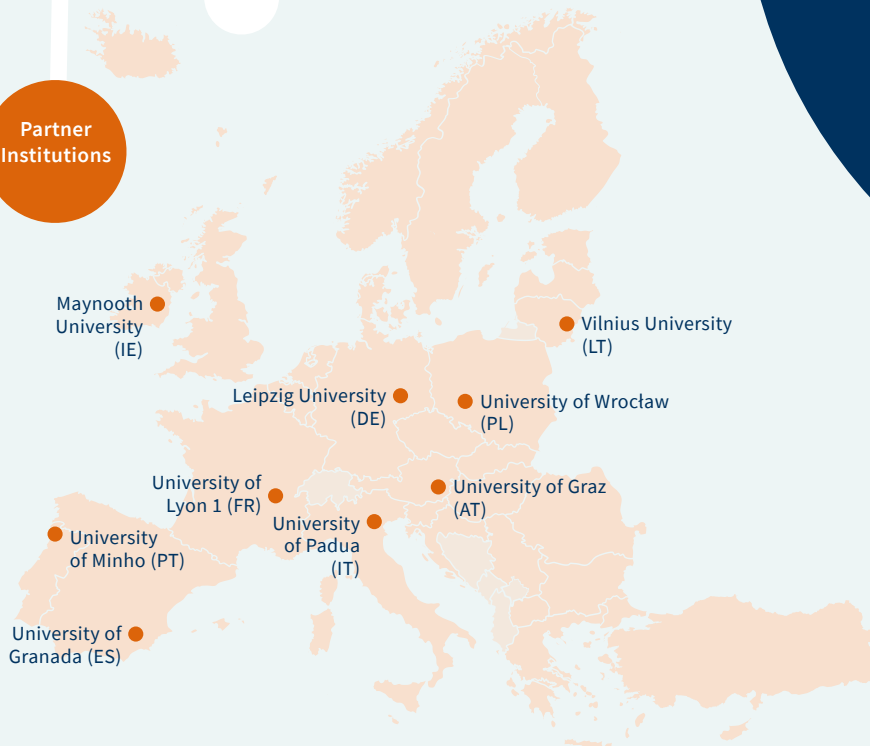 Partner
Institutions
Maynooth
University
(IE)
Vilnius University
(LT)
Leipzig University
(DE)
University of Wrocław
(PL)
University of
Lyon 1 (FR)
University of Graz
(AT)
University
of Padua
(IT)
University
of Minho (PT)
University of
Granada (ES)